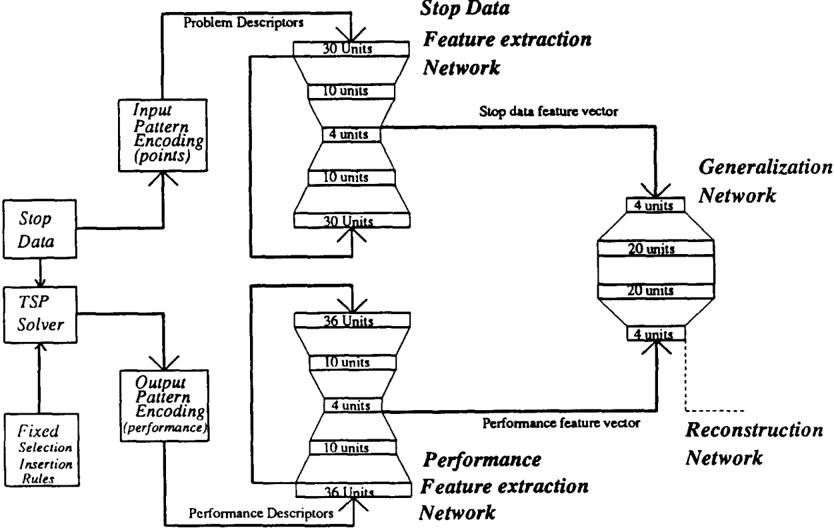 Problem Descriptors
Stop Data
Feature extraction
Network
30 Units
10 units
4 units
10 units
30 Units
Input
Pattern
Encoding
(points)
Stop data feature vector
Generalization
Network
4 units
20 units
20 units
4 units
Stop
Data
TSP
Solver
Fixed
Selection
Insertion
Rules
Output
Pattern
Encoding
(performance)
36 Units
10 units
4 units
10 units
36 Units
Performance feature vector
Reconstruction
Network
Performance
Feature extraction
Network
Performance Descriptors